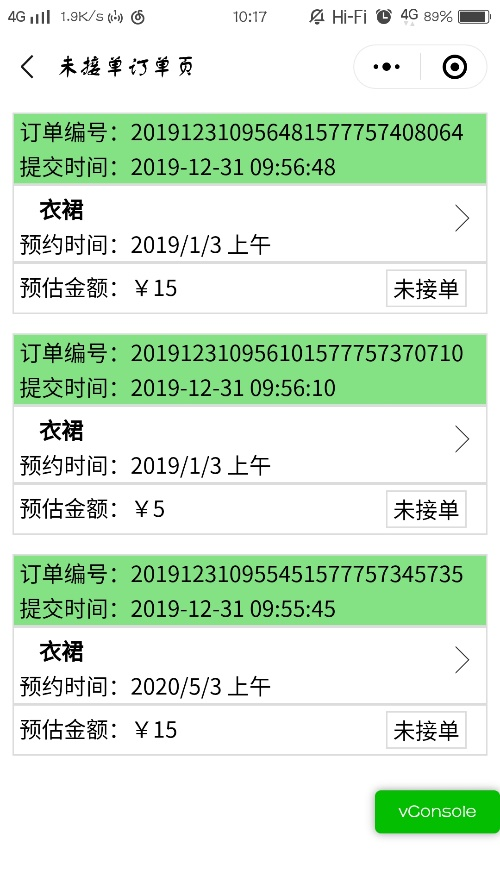 4G 1.9K/s 10:17 Hi-Fi 4G 89%
未接单订单页
订单编号：20191231095648157​7757408064
提交时间：2019-12-31 09:56:48
衣裙
预约时间：2019/1/3 上午
预估金额：￥15 未接单
订单编号：201912310956101577757370710
提交时间：2019-12-31 09:56:10
衣裙
预约时间：2019/1/3 上午
预估金额：￥5 未接单
订单编号：201912310955451577757345735
提交时间：2019-12-31 09:55:45
衣裙
预约时间：2020/5/3 上午
预估金额：￥15 未接单
vConsole